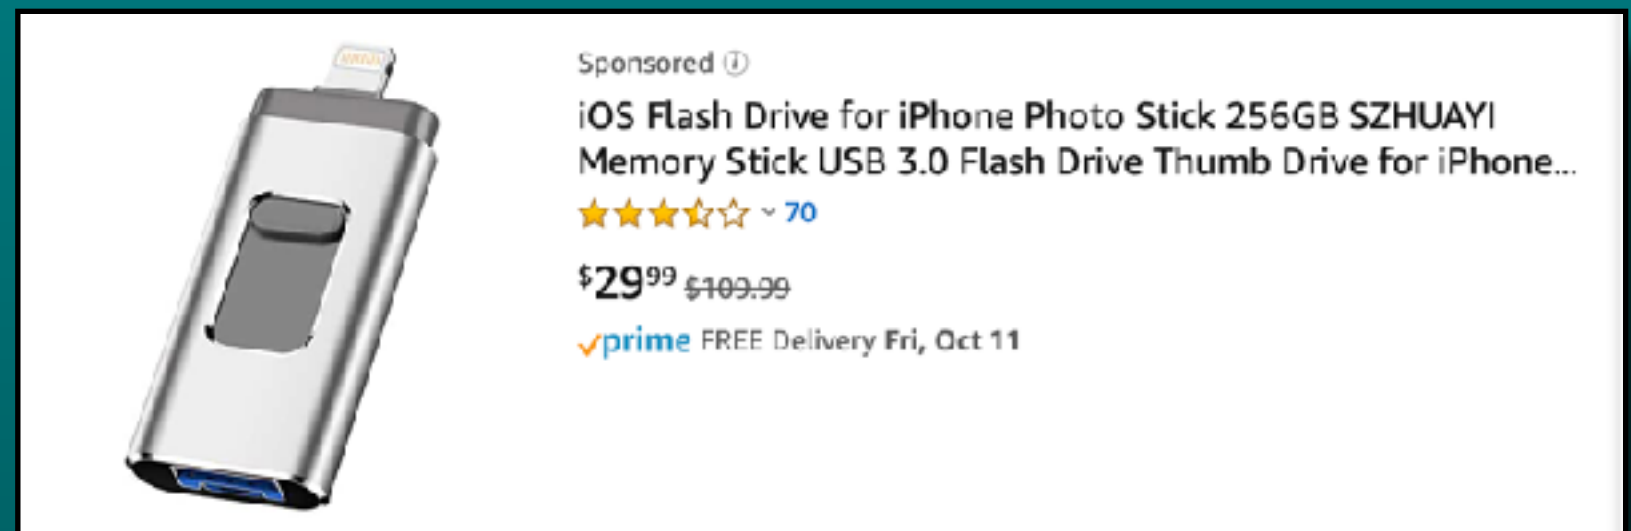 Sponsored
iOS Flash Drive for iPhone Photo Stick 256GB SZHUAYI
Memory Stick USB 3.0 Flash Drive Thumb Drive for iPhone...
70
$29.99 $109.99
prime FREE Delivery Fri, Oct 11